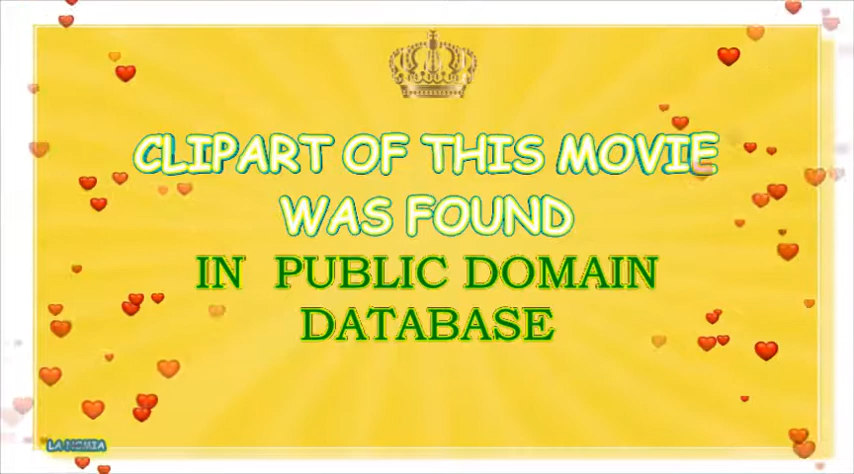 CLIPART OF THIS MOVIE
WAS FOUND
IN PUBLIC DOMAIN
DATABASE